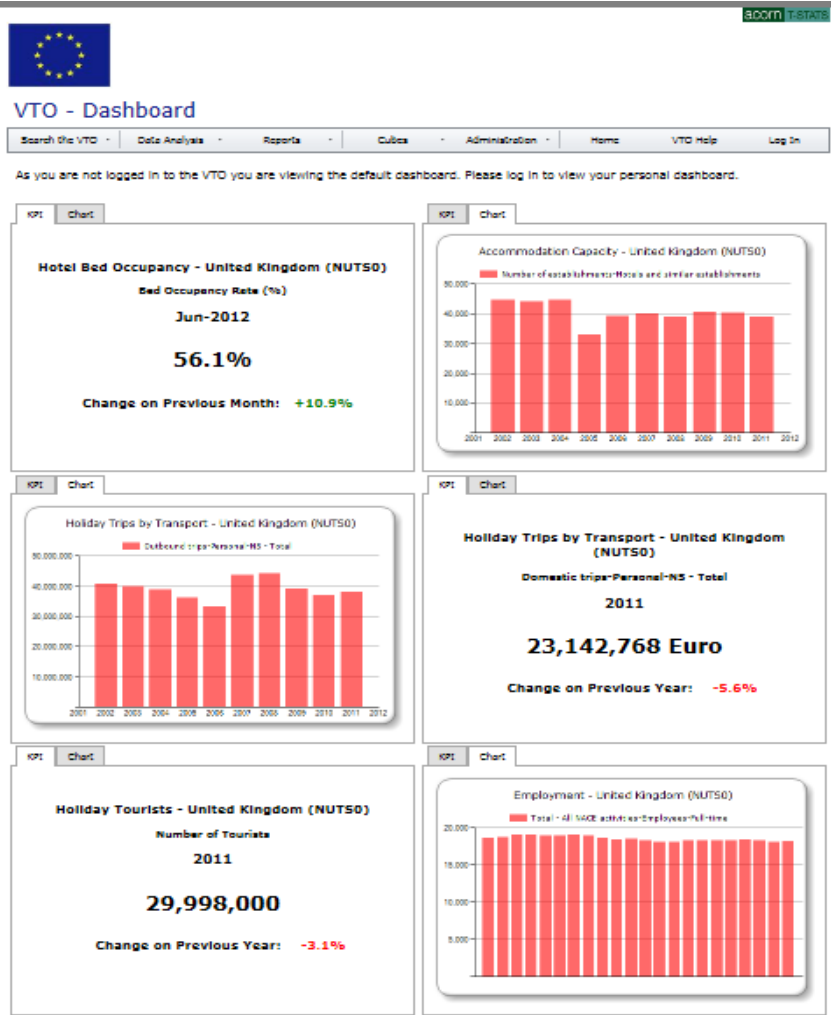 acorn T-STATS
VTO - Dashboard
Search the VTO Data Analysis Reports Cubes Administration Home VTO Help Log In
As you are not logged in to the VTO you are viewing the default dashboard. Please log in to view your personal dashboard.
KPI Chart
Hotel Bed Occupancy - United Kingdom (NUTS0)
Bed Occupancy Rate (%)
Jun-2012
56.1%
Change on Previous Month: +10.9%
KPI Chart
Accommodation Capacity - United Kingdom (NUTS0)
Number of establishments-Hotels and similar establishments
50,000
40,000
30,000
20,000
10,000
2001 2002 2003 2004 2005 2006 2007 2008 2009 2010 2011 2012
KPI Chart
Holiday Trips by Transport - United Kingdom (NUTS0)
Outbound trips-Personal-NS - Total
50,000,000
40,000,000
30,000,000
20,000,000
10,000,000
2001 2002 2003 2004 2005 2006 2007 2008 2009 2010 2011 2012
KPI Chart
Holiday Trips by Transport - United Kingdom
(NUTS0)
Domestic trips-Personal-NS - Total
2011
23,142,768 Euro
Change on Previous Year: -5.6%
KPI Chart
Holiday Tourists - United Kingdom (NUTS0)
Number of Tourists
2011
29,998,000
Change on Previous Year: -3.1%
KPI Chart
Employment - United Kingdom (NUTS0)
Total - All NACE activities-Employees-Full-time
20,000
15,000
10,000
5,000